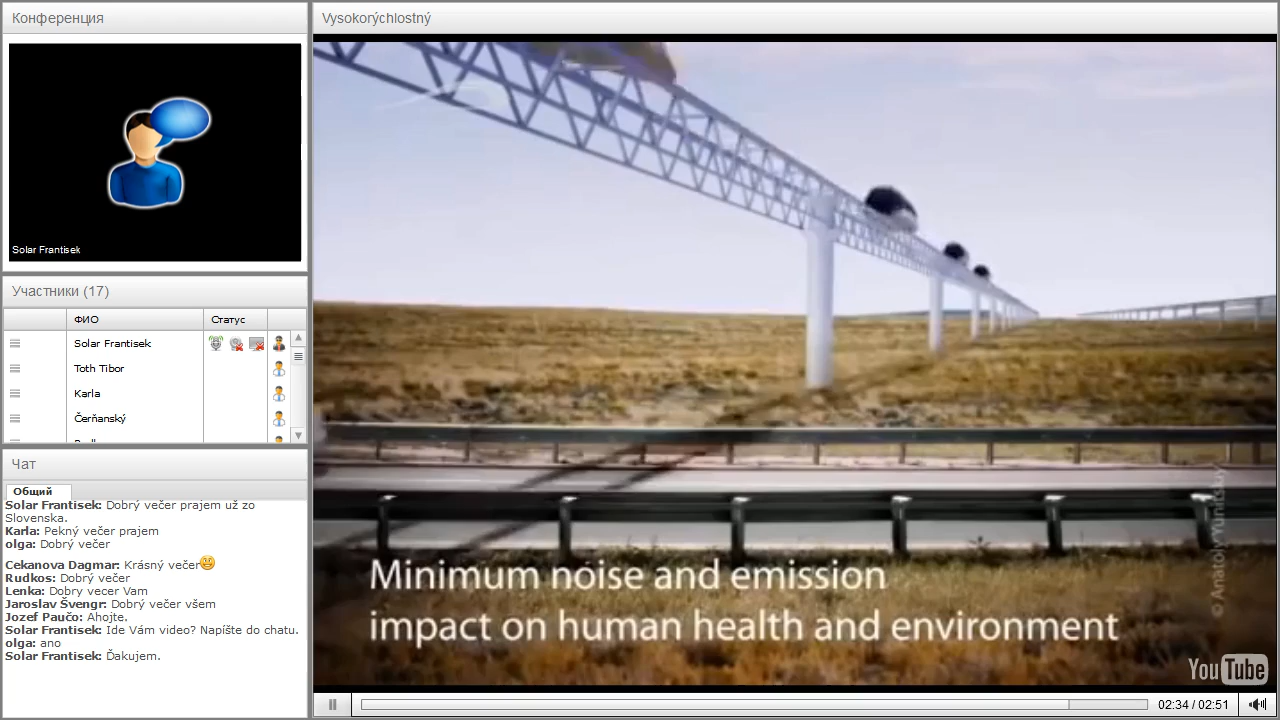 Конференция
Solar Frantisek
Участники (17)
ФИО Статус
Solar Frantisek
Toth Tibor
Karla
Čerňanský
Чат
Общий
Solar Frantisek: Dobrý večer prajem už zo
Slovenska.
Karla: Pekný večer prajem
olga: Dobrý večer
Cekanova Dagmar: Krásný večer
Rudkos: Dobrý večer
Lenka: Dobry vecer Vam
Jaroslav Švengr: Dobrý večer všem
Jozef Paučo: Ahojte.
Solar Frantisek: Ide Vám video? Napíšte do chatu.
olga: ano
Solar Frantisek: Ďakujem.
Vysokorýchlostný
Minimum noise and emission
impact on human health and environment
© Anatoly Yunitskiy
YouTube
02:34 / 02:51